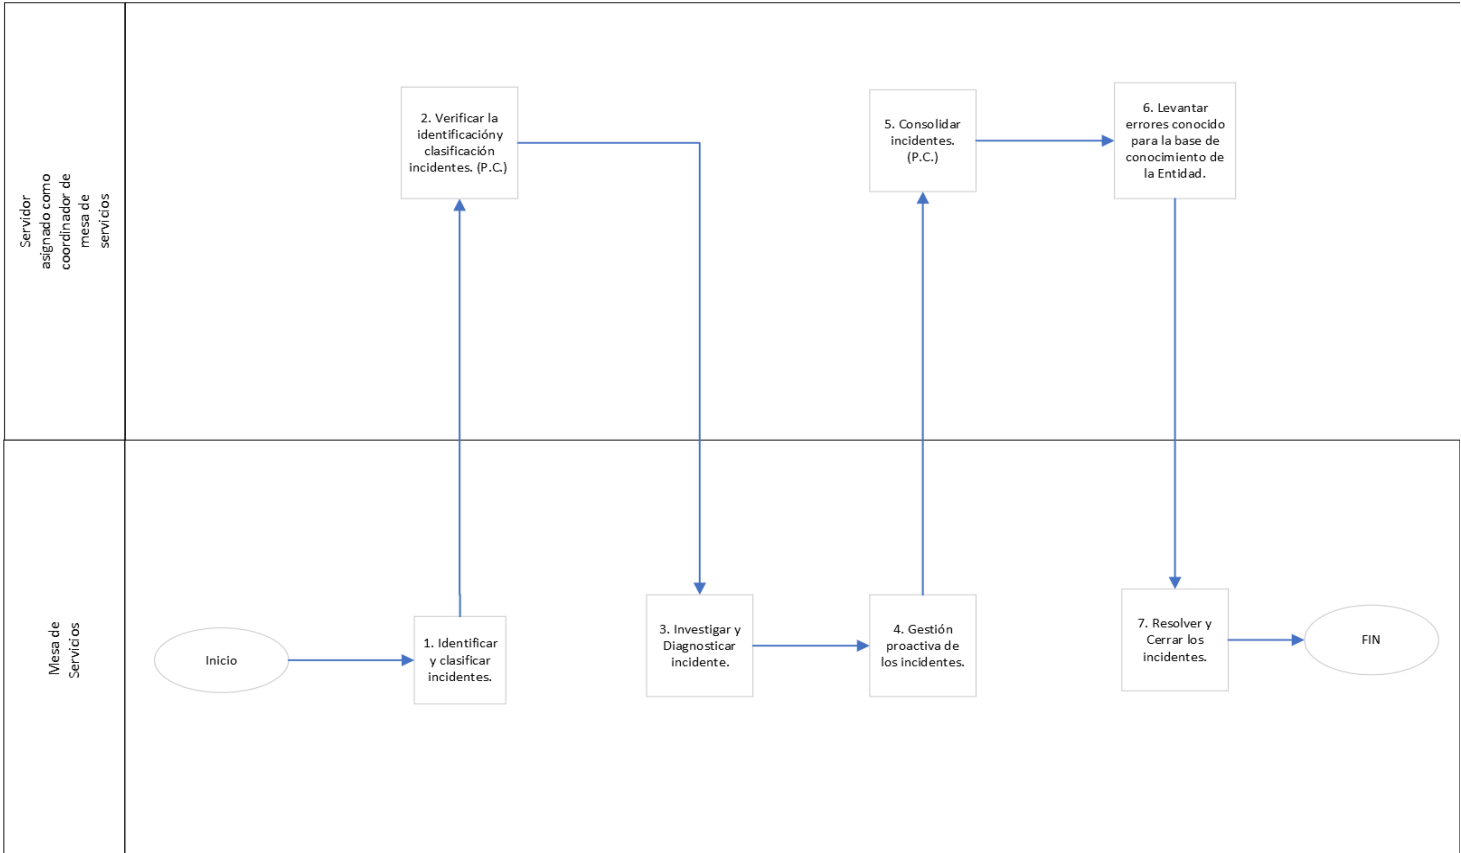 Servidor
asignado como
coordinador de
mesa de
servicios
2. Verificar la
identificacióny
clasificación
incidentes. (P.C.)
5. Consolidar
incidentes.
(P.C.)
6. Levantar
errores conocido
para la base de
conocimiento de
la Entidad.
Mesa de
Servicios
Inicio
1. Identificar
y clasificar
incidentes.
3. Investigar y
Diagnosticar
incidente.
4. Gestión
proactiva de
los incidentes.
7. Resolver y
Cerrar los
incidentes.
FIN